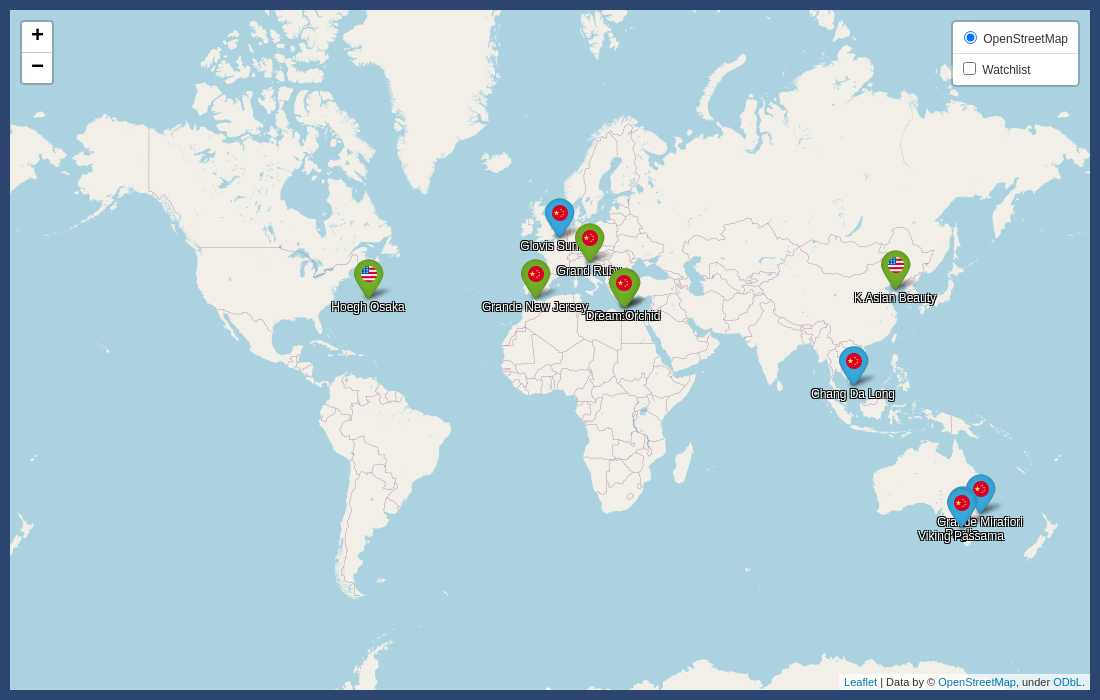 +
−
OpenStreetMap
Watchlist
Glovis Sun
Grand Ruby
Hoegh Osaka
Grande New Jersey
Dream Orchid
K.Asian Beauty
Chang Da Long
Grande Mirafiori
Viking Passama
Leaflet | Data by © OpenStreetMap, under ODbL.